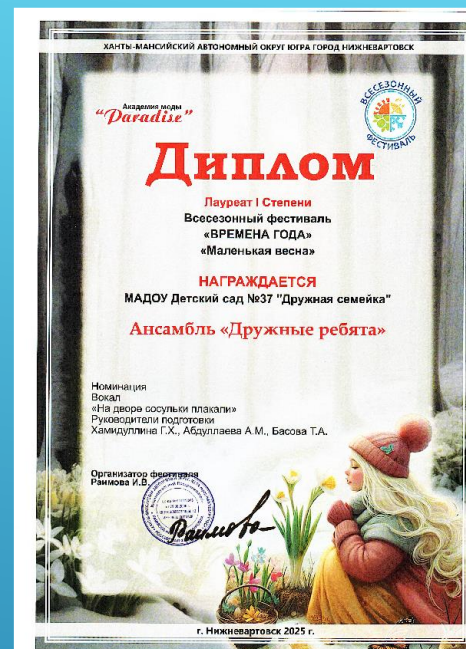 ХАНТЫ-МАНСИЙСКИЙ АВТОНОМНЫЙ ОКРУГ ЮГРА ГОРОД НИЖНЕВАРТОВСК
Академия моды
"Paradise"
ВСЕСЕЗОННЫЙ
ФЕСТИВАЛЬ
Диплом
Лауреат I Степени
Всесезонный фестиваль
«ВРЕМЕНА ГОДА»
«Маленькая весна»
НАГРАЖДАЕТСЯ
МАДОУ Детский сад №37 "Дружная семейка"
Ансамбль «Дружные ребята»
Номинация
Вокал
«На дворе сосульки плакали»
Руководители подготовки
Хамидуллина Г.Х., Абдуллаева А.М., Басова Т.А.
Организатор фестиваля
Раимова И.В.
г. Нижневартовск 2025 г.